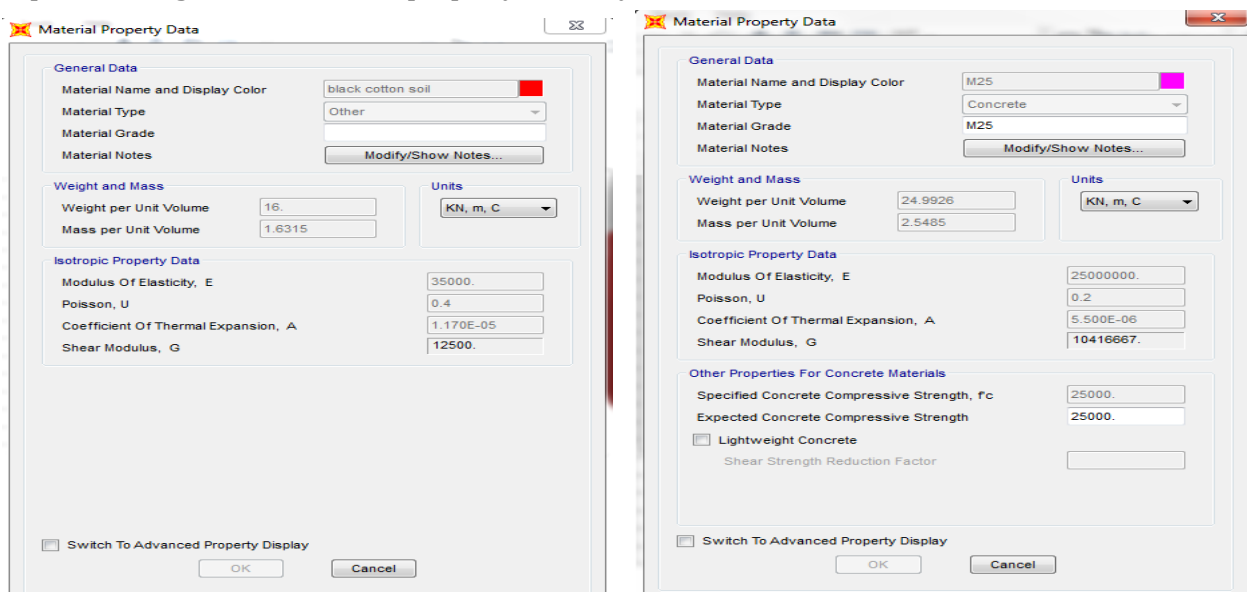 Material Property Data
General Data
Material Name and Display Color black cotton soil
Material Type Other
Material Grade
Material Notes Modify/Show Notes...
Weight and Mass Units
Weight per Unit Volume 16. KN, m, C
Mass per Unit Volume 1.6315
Isotropic Property Data
Modulus Of Elasticity, E 35000.
Poisson, U 0.4
Coefficient Of Thermal Expansion, A 1.170E-05
Shear Modulus, G 12500.
Switch To Advanced Property Display
OK Cancel
Material Property Data
General Data
Material Name and Display Color M25
Material Type Concrete
Material Grade M25
Material Notes Modify/Show Notes...
Weight and Mass Units
Weight per Unit Volume 24.9926 KN, m, C
Mass per Unit Volume 2.5485
Isotropic Property Data
Modulus Of Elasticity, E 25000000.
Poisson, U 0.2
Coefficient Of Thermal Expansion, A 5.500E-06
Shear Modulus, G 10416667.
Other Properties For Concrete Materials
Specified Concrete Compressive Strength, f'c 25000.
Expected Concrete Compressive Strength 25000.
Lightweight Concrete
Shear Strength Reduction Factor
Switch To Advanced Property Display
OK Cancel